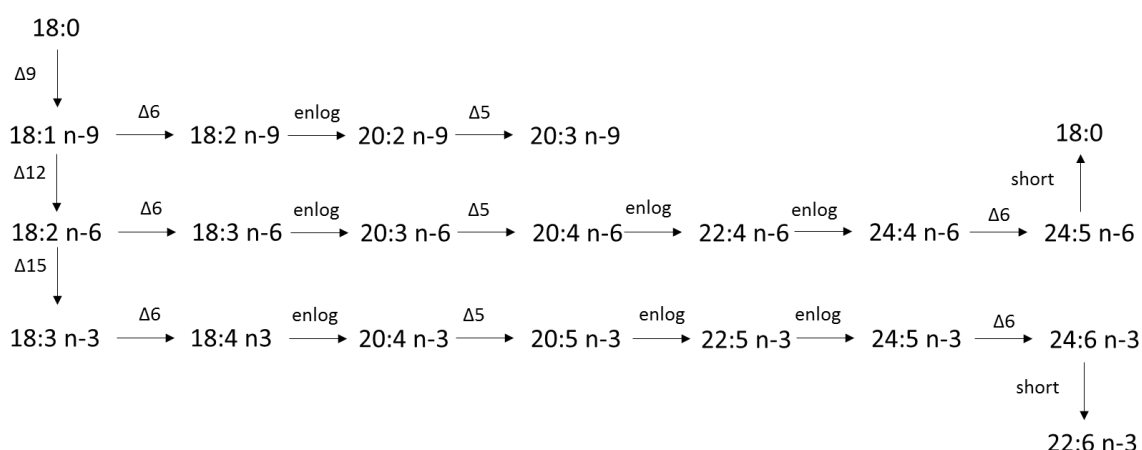 18:0
Δ9
Δ6 enlog Δ5
18:1 n-9 18:2 n-9 20:2 n-9 20:3 n-9 18:0
Δ12 short
Δ6 enlog Δ5 enlog enlog Δ6
18:2 n-6 18:3 n-6 20:3 n-6 20:4 n-6 22:4 n-6 24:4 n-6 24:5 n-6
Δ15
Δ6 enlog Δ5 enlog enlog Δ6
18:3 n-3 18:4 n3 20:4 n-3 20:5 n-3 22:5 n-3 24:5 n-3 24:6 n-3
short
22:6 n-3